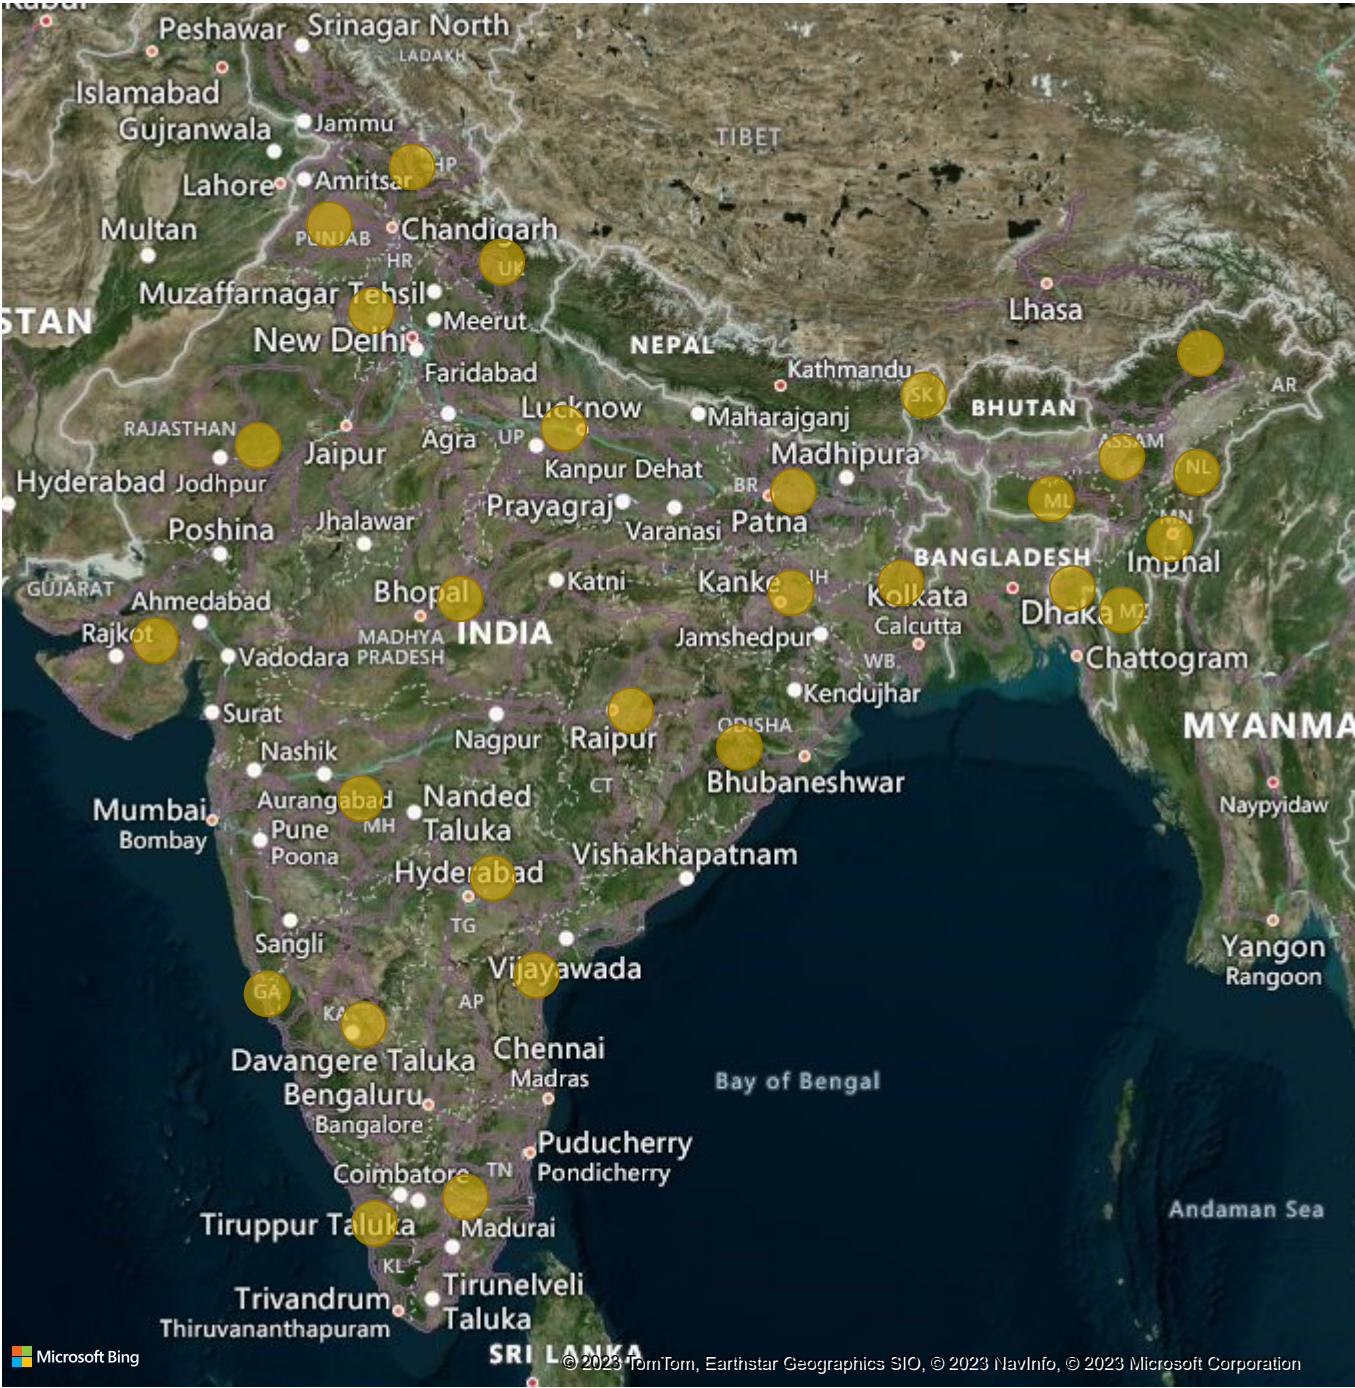 Peshawar
Srinagar North
LADAKH
Islamabad
Gujranwala
Jammu
Lahore
Amritsar
HP
TIBET
Multan
PUNJAB
Chandigarh
HR
UK
Muzaffarnagar Tehsil
STAN
New Delhi
Meerut
Lhasa
NEPAL
Faridabad
Kathmandu
SK
BHUTAN
AR
RAJASTHAN
Jaipur
Agra
UP
Lucknow
Maharajganj
ASSAM
Hyderabad
Jodhpur
Kanpur Dehat
Madhipura
NL
BR
Prayagraj
Varanasi
Patna
ML
MN
Poshina
Jhalawar
Imphal
BANGLADESH
GUJARAT
Ahmedabad
Bhopal
Katni
Kanke
JH
Kolkata
Calcutta
Dhaka
MZ
Rajkot
Vadodara
MADHYA
PRADESH
INDIA
Jamshedpur
WB
Chattogram
Surat
Kendujhar
MYANMA
Nashik
Nagpur
Raipur
ODISHA
CT
Bhubaneshwar
Naypyidaw
Mumbai
Bombay
Aurangabad
MH
Pune
Poona
Nanded
Taluka
Hyderabad
Vishakhapatnam
TG
Sangli
Yangon
Rangoon
Vijayawada
GA
KA
AP
Davangere Taluka
Chennai
Madras
Bay of Bengal
Bengaluru
Bangalore
Puducherry
Pondicherry
Coimbatore
TN
Andaman Sea
Tiruppur Taluka
Madurai
KL
Trivandrum
Thiruvananthapuram
Tirunelveli
Taluka
SRI LANKA
Microsoft Bing
© 2023 TomTom, Earthstar Geographics SIO, © 2023 NavInfo, © 2023 Microsoft Corporation